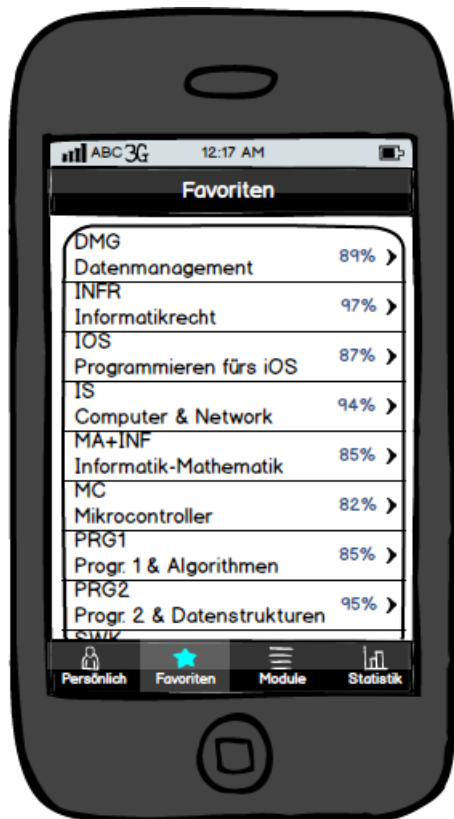 ABC 3G 12:17 AM
Favoriten
DMG
Datenmanagement 89%
INFR
Informatikrecht 97%
IOS
Programmieren fürs iOS 87%
IS
Computer & Network 94%
MA+INF
Informatik-Mathematik 85%
MC
Mikrocontroller 82%
PRG1
Progr. 1 & Algorithmen 85%
PRG2
Progr. 2 & Datenstrukturen 95%
SWK
Persönlich Favoriten Module Statistik